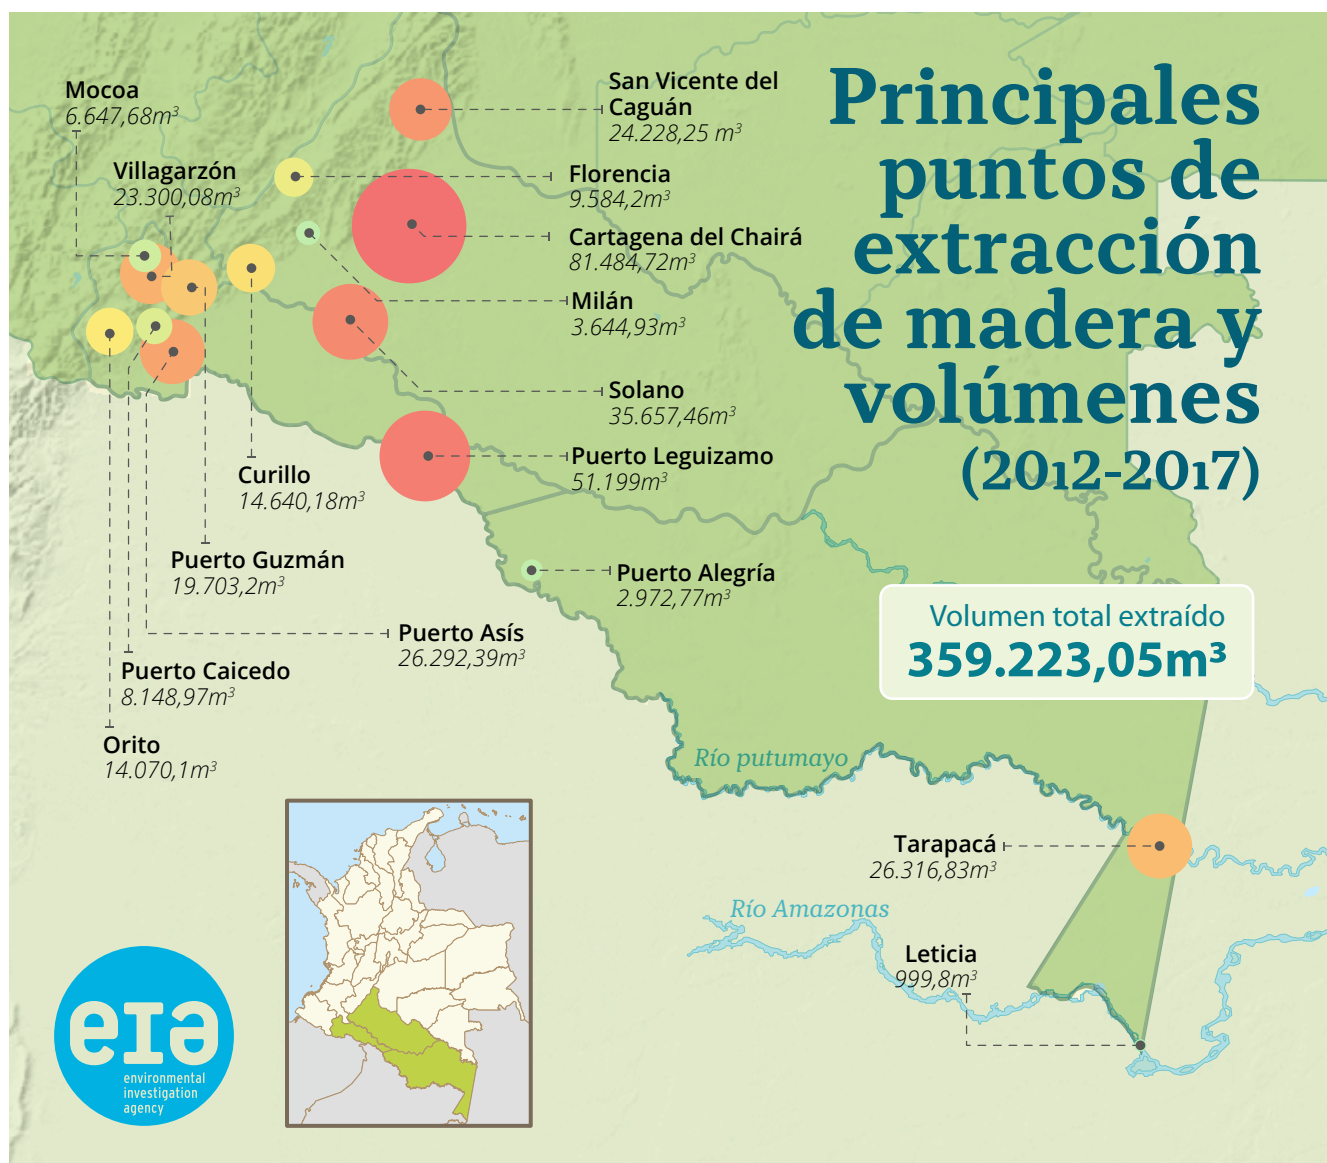 Principales
puntos de
extracción
de madera y
volúmenes
(2012-2017)
Mocoa
6.647,68m³
Villagarzón
23.300,08m³
San Vicente del
Caguán
24.228,25 m³
Florencia
9.584,2m³
Cartagena del Chairá
81.484,72m³
Milán
3.644,93m³
Solano
35.657,46m³
Puerto Leguizamo
51.199m³
Curillo
14.640,18m³
Puerto Guzmán
19.703,2m³
Puerto Alegría
2.972,77m³
Volumen total extraído
359.223,05m³
Puerto Asís
26.292,39m³
Puerto Caicedo
8.148,97m³
Orito
14.070,1m³
Río putumayo
Tarapacá
26.316,83m³
Río Amazonas
Leticia
999,8m³
eia
environmental
investigation
agency